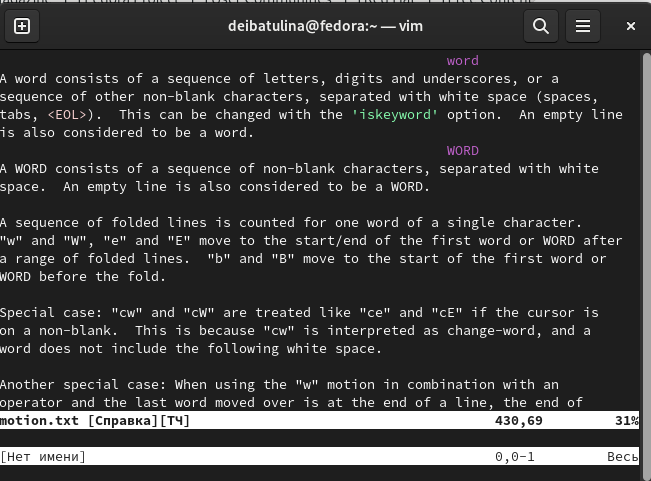 deibatulina@fedora:~ — vim
word
A word consists of a sequence of letters, digits and underscores, or a
sequence of other non-blank characters, separated with white space (spaces,
tabs, <EOL>).  This can be changed with the 'iskeyword' option.  An empty line
is also considered to be a word.
WORD
A WORD consists of a sequence of non-blank characters, separated with white
space.  An empty line is also considered to be a WORD.
A sequence of folded lines is counted for one word of a single character.
"w" and "W", "e" and "E" move to the start/end of the first word or WORD after
a range of folded lines.  "b" and "B" move to the start of the first word or
WORD before the fold.
Special case: "cw" and "cW" are treated like "ce" and "cE" if the cursor is
on a non-blank.  This is because "cw" is interpreted as change-word, and a
word does not include the following white space.
Another special case: When using the "w" motion in combination with an
operator and the last word moved over is at the end of a line, the end of
motion.txt [Справка][ТЧ] 430,69 31%
[Нет имени] 0,0-1 Весь